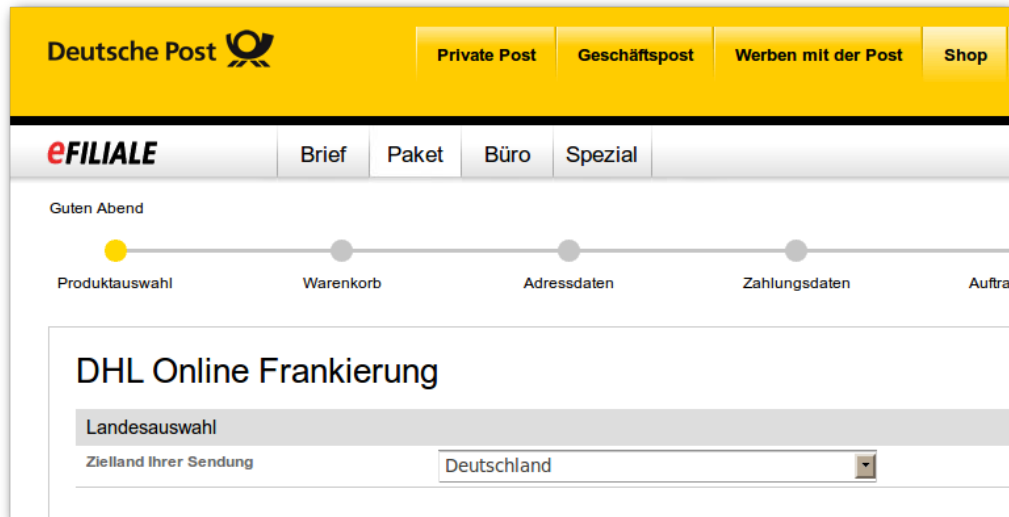 Deutsche Post
Private Post Geschäftspost Werben mit der Post Shop
eFILIALE Brief Paket Büro Spezial
Guten Abend
Produktauswahl Warenkorb Adressdaten Zahlungsdaten Auftra
DHL Online Frankierung
Landesauswahl
Zielland Ihrer Sendung Deutschland